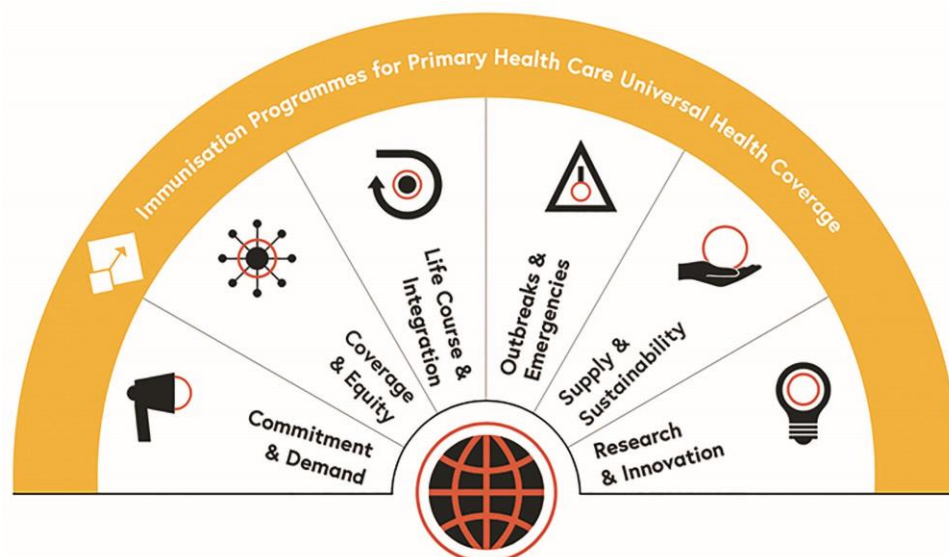 Immunisation Programmes for Primary Health Care Universal Health Coverage
Commitment
& Demand
Coverage
& Equity
Life Course &
Integration
Outbreaks &
Emergencies
Supply &
Sustainability
Research
& Innovation